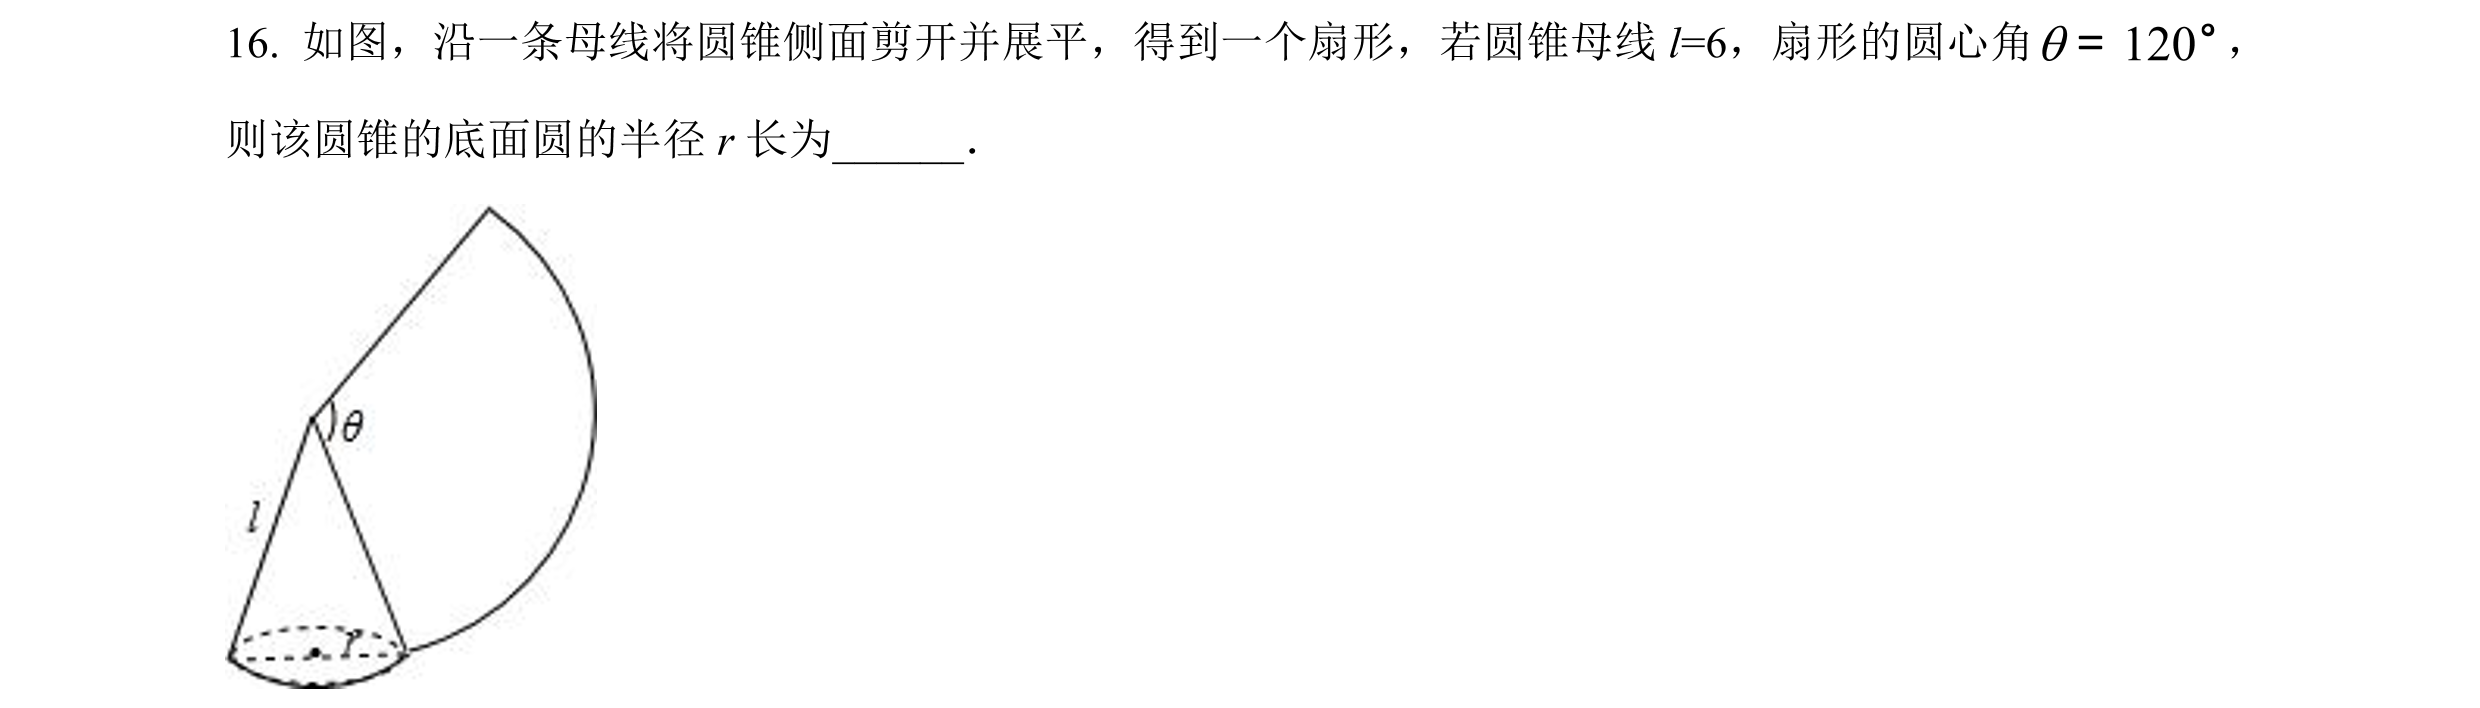 16. 如图，沿一条母线将圆锥侧面剪开并展平，得到一个扇形，若圆锥母线 l=6，扇形的圆心角 θ = 120°，
则该圆锥的底面圆的半径 r 长为______．
θ
l
r